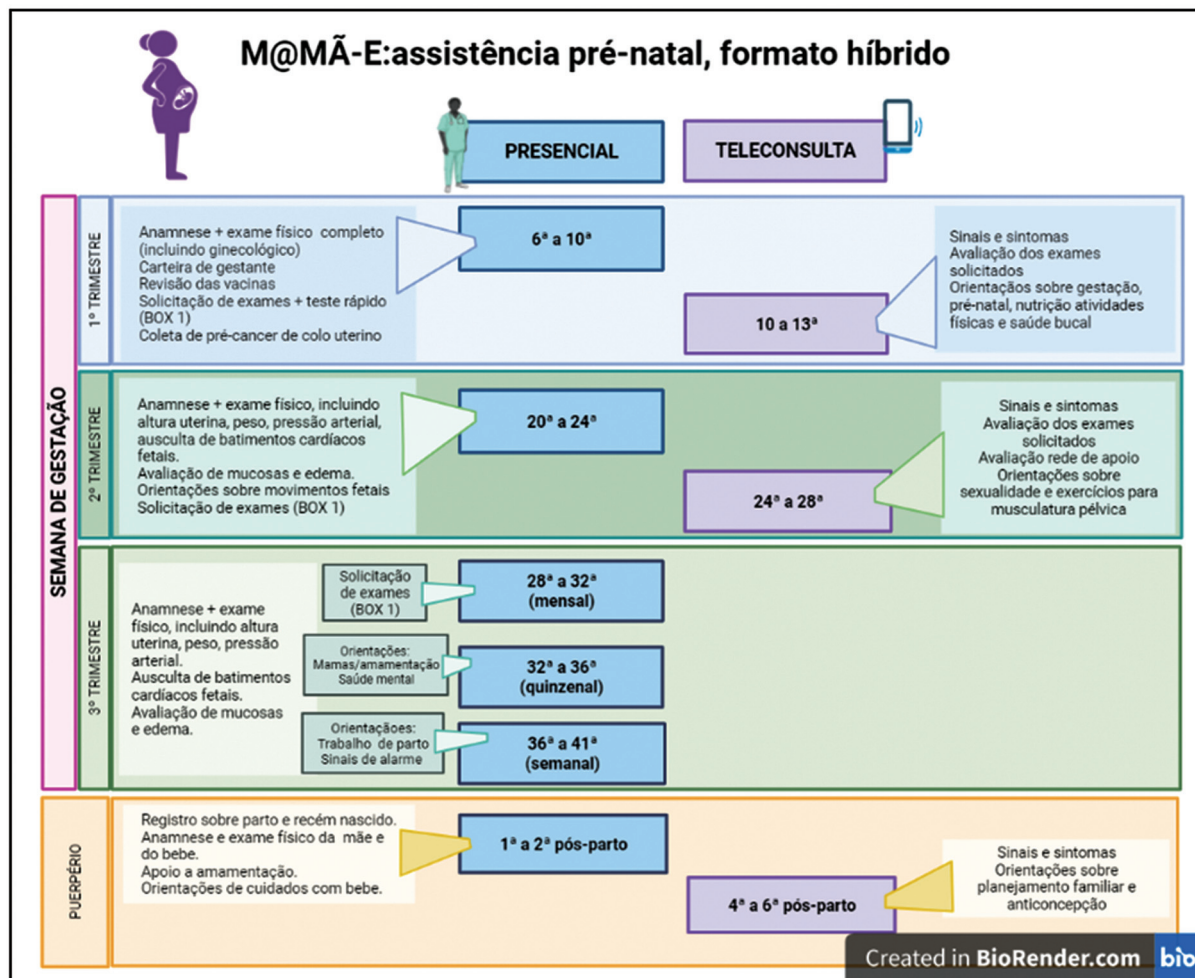 M@MÃ-E:assistência pré-natal, formato híbrido
PRESENCIAL
TELECONSULTA
SEMANA DE GESTAÇÃO
1º TRIMESTRE
Anamnese + exame físico completo
(incluindo ginecológico)
Carteira de gestante
Revisão das vacinas
Solicitação de exames + teste rápido
(BOX 1)
Coleta de pré-cancer de colo uterino
6ª a 10ª
10 a 13ª
Sinais e sintomas
Avaliação dos exames
solicitados
Orientaçãos sobre gestação,
pré-natal, nutrição atividades
físicas e saúde bucal
2º TRIMESTRE
Anamnese + exame físico, incluindo
altura uterina, peso, pressão arterial,
ausculta de batimentos cardíacos
fetais.
Avaliação de mucosas e edema.
Orientações sobre movimentos fetais
Solicitação de exames (BOX 1)
20ª a 24ª
24ª a 28ª
Sinais e sintomas
Avaliação dos exames
solicitados
Avaliação rede de apoio
Orientações sobre
sexualidade e exercícios para
musculatura pélvica
3º TRIMESTRE
Anamnese + exame
físico, incluindo altura
uterina, peso, pressão
arterial.
Ausculta de batimentos
cardíacos fetais.
Avaliação de mucosas
e edema.
Solicitação
de exames
(BOX 1)
28ª a 32ª
(mensal)
Orientações:
Mamas/amamentação
Saúde mental
32ª a 36ª
(quinzenal)
Orientaçãoes:
Trabalho de parto
Sinais de alarme
36ª a 41ª
(semanal)
PUERPÉRIO
Registro sobre parto e recém nascido.
Anamnese e exame físico da mãe e
do bebe.
Apoio a amamentação.
Orientações de cuidados com bebe.
1ª a 2ª pós-parto
4ª a 6ª pós-parto
Sinais e sintomas
Orientações sobre
planejamento familiar e
anticoncepção
Created in BioRender.com bio